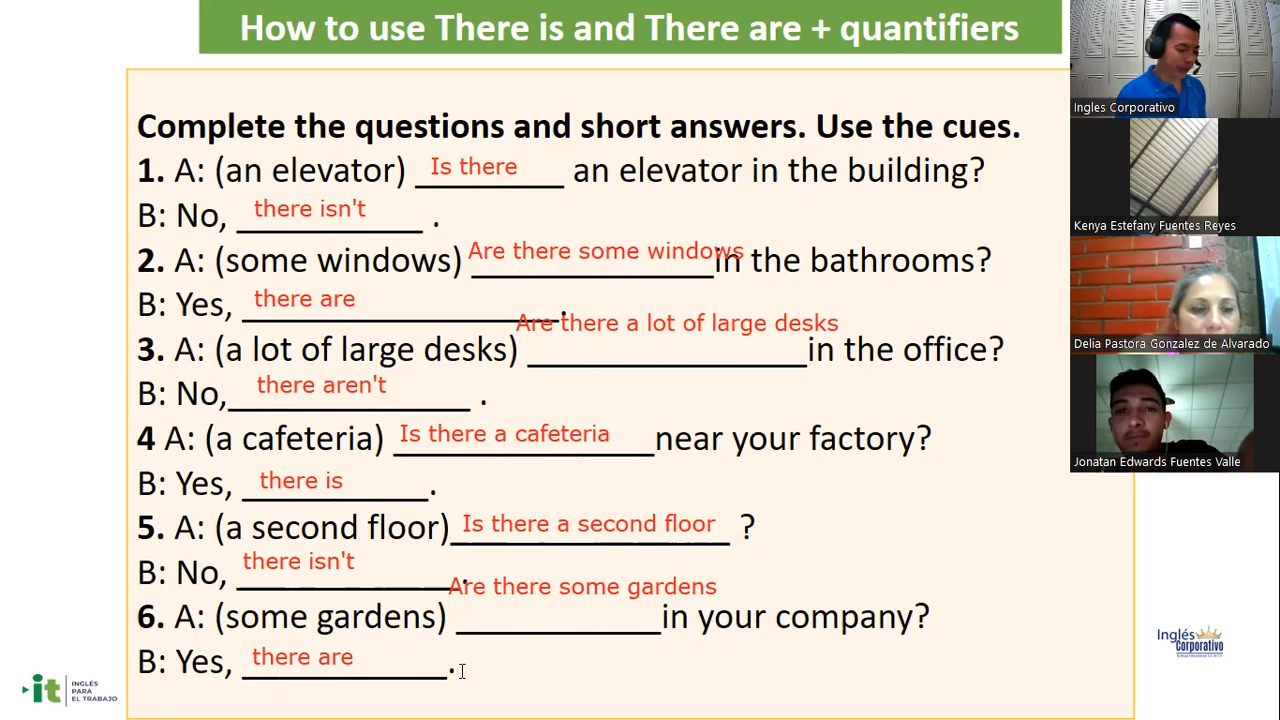 How to use There is and There are + quantifiers
Complete the questions and short answers. Use the cues.
1. A: (an elevator) Is there an elevator in the building?
B: No, there isn't .
2. A: (some windows) Are there some windows in the bathrooms?
B: Yes, there are .
3. A: (a lot of large desks) Are there a lot of large desks in the office?
B: No, there aren't .
4 A: (a cafeteria) Is there a cafeteria near your factory?
B: Yes, there is .
5. A: (a second floor) Is there a second floor ?
B: No, there isn't .
6. A: (some gardens) Are there some gardens in your company?
B: Yes, there are .
Ingles Corporativo
Kenya Estefany Fuentes Reyes
Delia Pastora Gonzalez de Alvarado
Jonatan Edwards Fuentes Valle
it INGLÉS
PARA
EL TRABAJO
Inglés
Corporativo